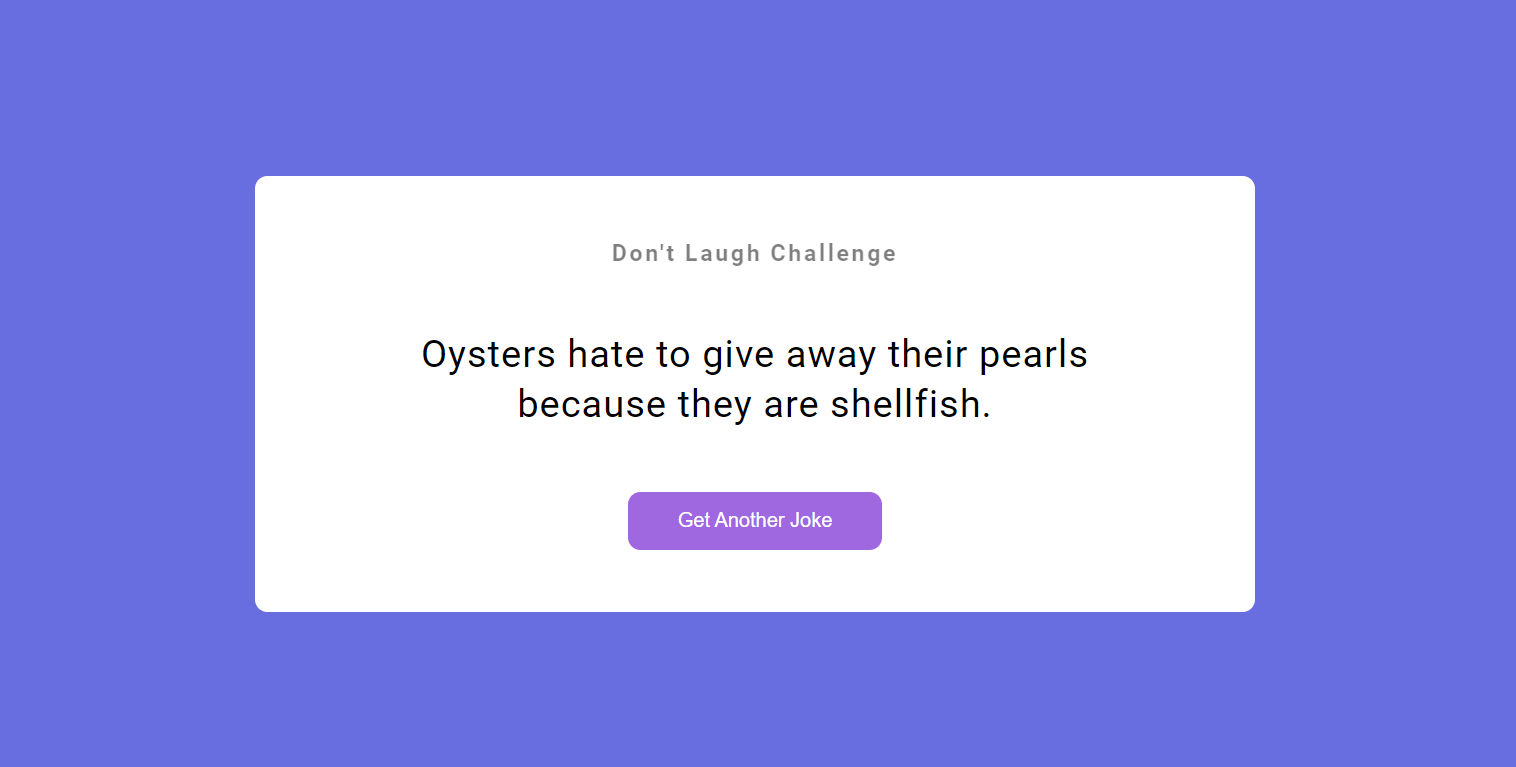 Don't Laugh Challenge
Oysters hate to give away their pearls
because they are shellfish.
Get Another Joke